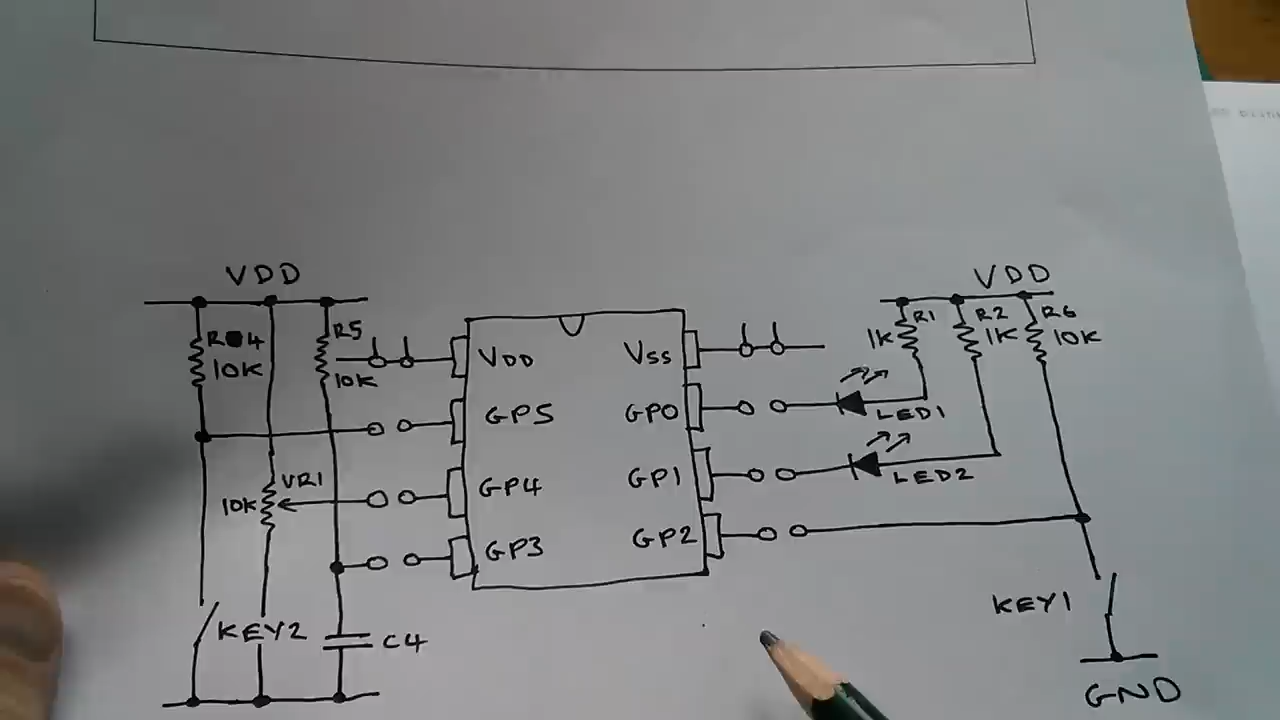 VDD
VDD
R4
10K
R5
10K
VDD
VSS
R1
1K
R2
1K
R6
10K
GP5
GP0
LED1
VR1
10K
GP4
GP1
LED2
GP3
GP2
KEY2
C4
KEY1
GND